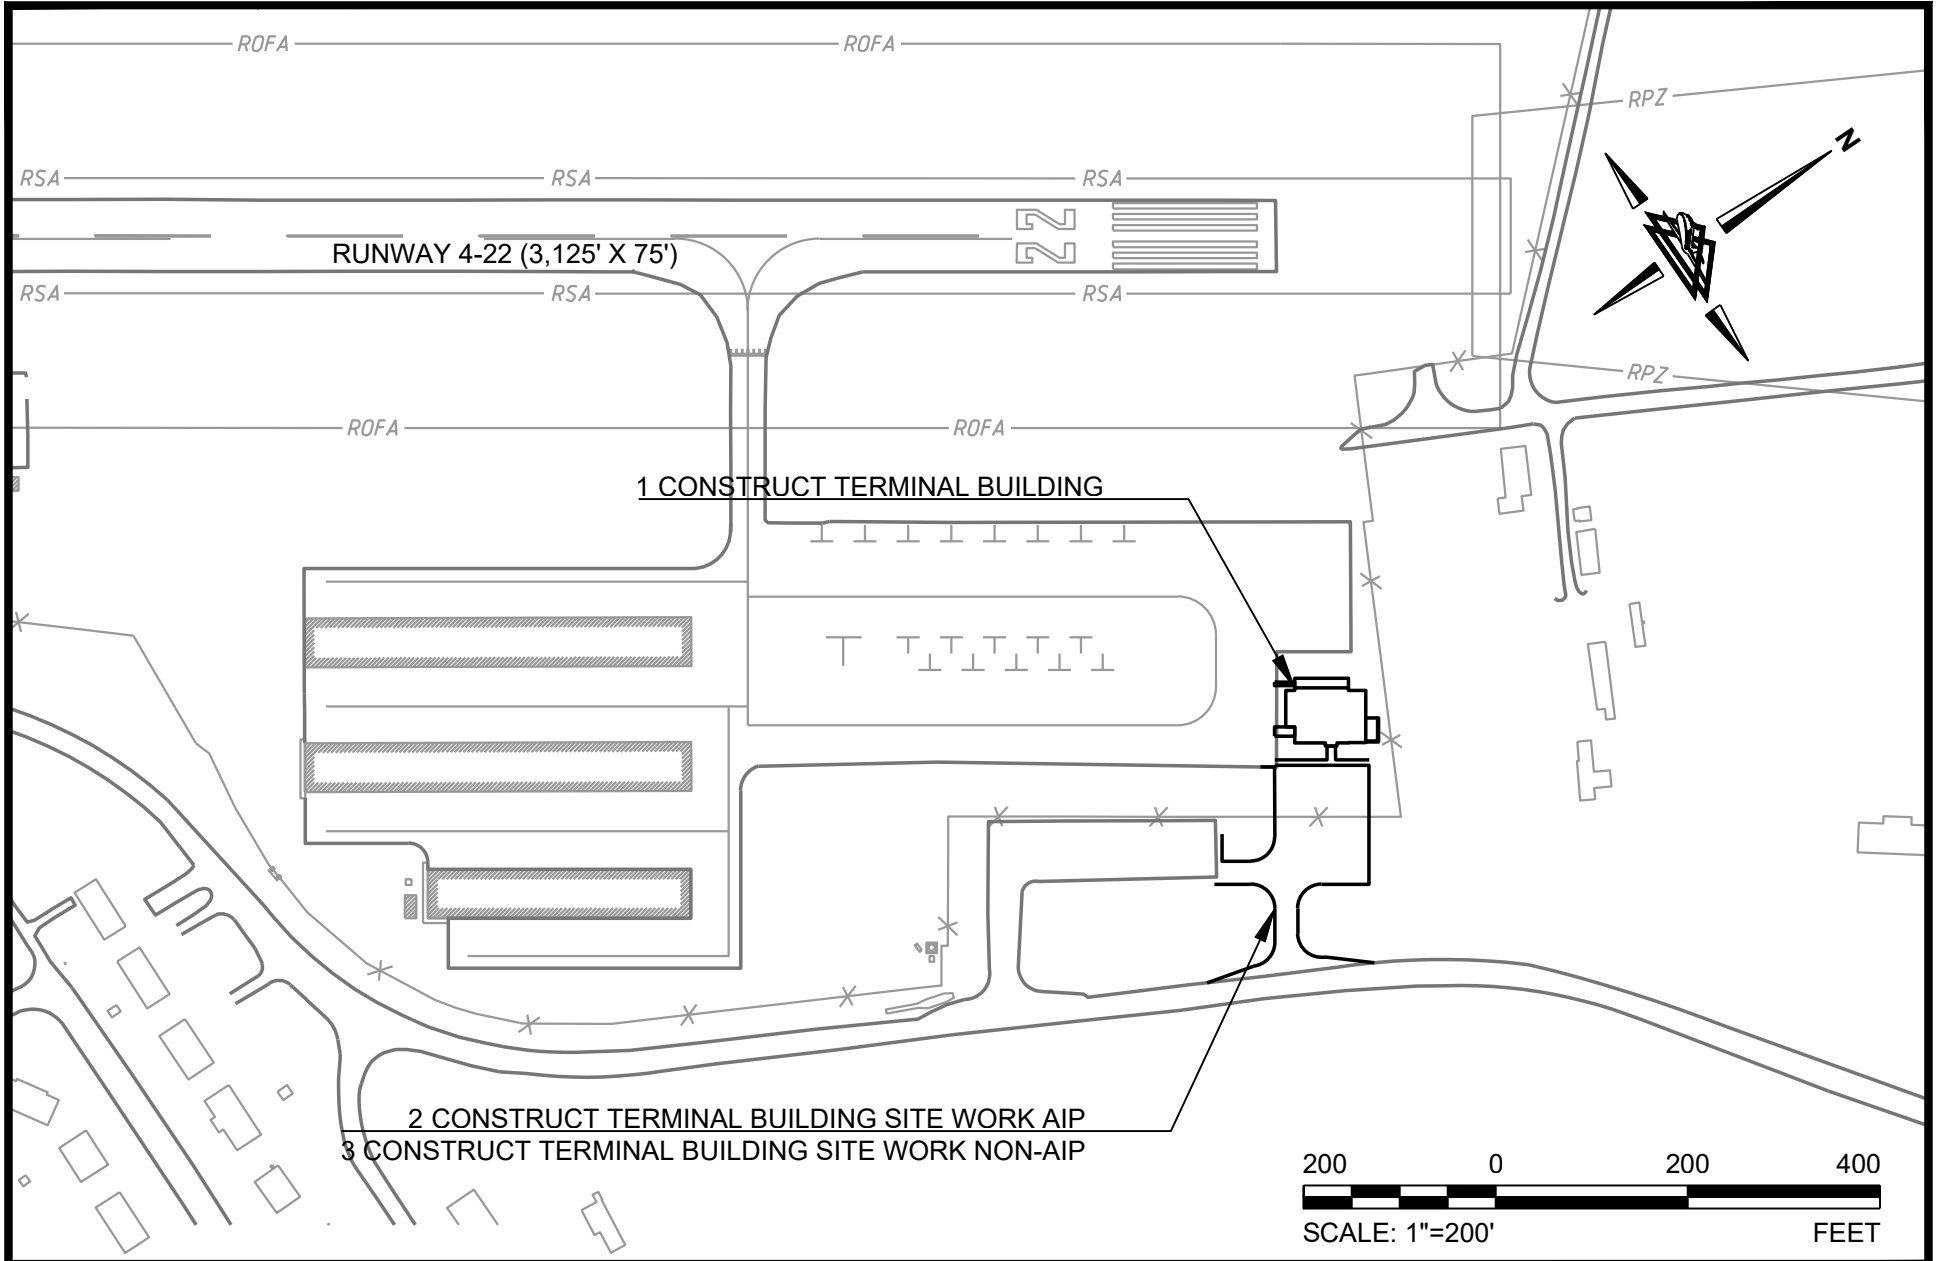 ROFA ROFA
RPZ
N
RSA RSA RSA
22
RUNWAY 4-22 (3,125' X 75')
RSA RSA RSA
RPZ
ROFA ROFA
1 CONSTRUCT TERMINAL BUILDING
2 CONSTRUCT TERMINAL BUILDING SITE WORK AIP
3 CONSTRUCT TERMINAL BUILDING SITE WORK NON-AIP
200 0 200 400
SCALE: 1"=200' FEET